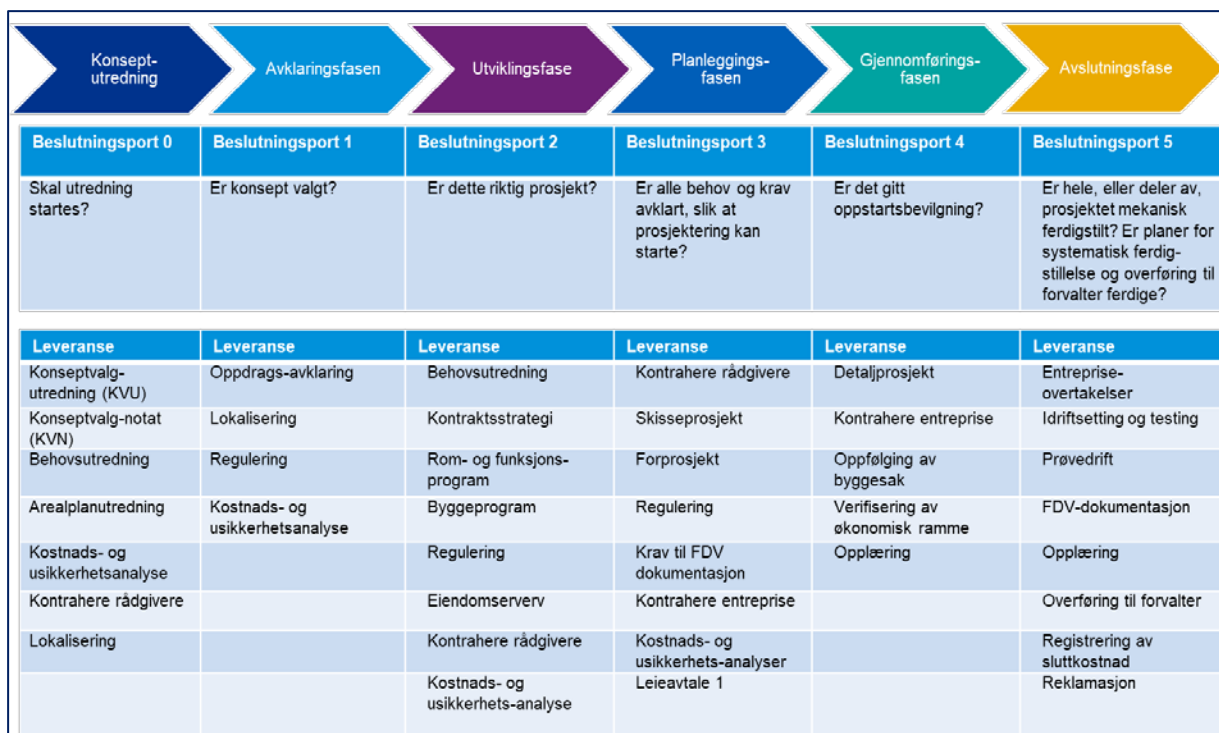 Konsept-
utredning
Avklaringsfasen
Utviklingsfase
Planleggings-
fasen
Gjennomførings-
fasen
Avslutningsfase
Beslutningsport 0
Beslutningsport 1
Beslutningsport 2
Beslutningsport 3
Beslutningsport 4
Beslutningsport 5
Skal utredning
startes?
Er konsept valgt?
Er dette riktig prosjekt?
Er alle behov og krav
avklart, slik at
prosjektering kan
starte?
Er det gitt
oppstartsbevilgning?
Er hele, eller deler av,
prosjektet mekanisk
ferdigstilt? Er planer for
systematisk ferdig-
stillelse og overføring til
forvalter ferdige?
Leveranse
Leveranse
Leveranse
Leveranse
Leveranse
Leveranse
Konseptvalg-
utredning (KVU)
Oppdrags-avklaring
Behovsutredning
Kontrahere rådgivere
Detaljprosjekt
Entreprise-
overtakelser
Konseptvalg-notat
(KVN)
Lokalisering
Kontraktsstrategi
Skisseprosjekt
Kontrahere entreprise
Idriftsetting og testing
Behovsutredning
Regulering
Rom- og funksjons-
program
Forprosjekt
Oppfølging av
byggesak
Prøvedrift
Arealplanutredning
Kostnads- og
usikkerhetsanalyse
Byggeprogram
Regulering
Verifisering av
økonomisk ramme
FDV-dokumentasjon
Kostnads- og
usikkerhetsanalyse
Regulering
Krav til FDV
dokumentasjon
Opplæring
Opplæring
Kontrahere rådgivere
Eiendomserverv
Kontrahere entreprise
Overføring til forvalter
Lokalisering
Kontrahere rådgivere
Kostnads- og
usikkerhets-analyser
Registrering av
sluttkostnad
Kostnads- og
usikkerhets-analyse
Leieavtale 1
Reklamasjon